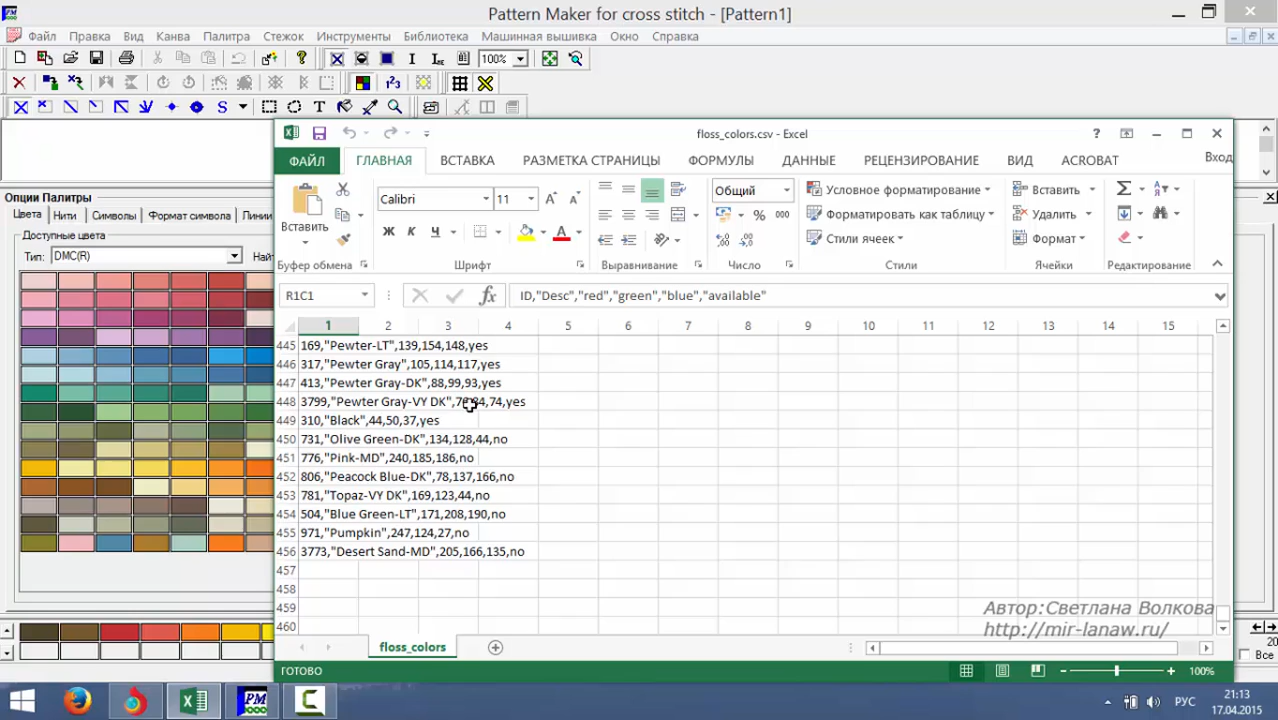 Pattern Maker for cross stitch - [Pattern1]
Файл Правка Вид Канва Палитра Стежок Инструменты Библиотека Машинная вышивка Окно Справка
100%
Опции Палитры
Цвета Нити Символы Формат символа Линии
Доступные цвета
Тип: DMC(R)
floss_colors.csv - Excel
ФАЙЛ ГЛАВНАЯ ВСТАВКА РАЗМЕТКА СТРАНИЦЫ ФОРМУЛЫ ДАННЫЕ РЕЦЕНЗИРОВАНИЕ ВИД ACROBAT Вход
Вставить
Calibri 11
Ж К Ч
Общий
% 000
Условное форматирование
Форматировать как таблицу
Стили ячеек
Вставить
Удалить
Формат
Буфер обмена Шрифт Выравнивание Число Стили Ячейки Редактирование
R1C1 fx ID,"Desc","red","green","blue","available"
1 2 3 4 5 6 7 8 9 10 11 12 13 14 15
445 169,"Pewter-LT",139,154,148,yes
446 317,"Pewter Gray",105,114,117,yes
447 413,"Pewter Gray-DK",88,99,93,yes
448 3799,"Pewter Gray-VY DK",74,yes
449 310,"Black",44,50,37,yes
450 731,"Olive Green-DK",134,128,44,no
451 776,"Pink-MD",240,185,186,no
452 806,"Peacock Blue-DK",78,137,166,no
453 781,"Topaz-VY DK",169,123,44,no
454 504,"Blue Green-LT",171,208,190,no
455 971,"Pumpkin",247,124,27,no
456 3773,"Desert Sand-MD",205,166,135,no
457
458
459
460
Автор:Светлана Волкова
http://mir-lanaw.ru/
floss_colors
ГОТОВО
100%
Все
РУС
21:13
17.04.2015